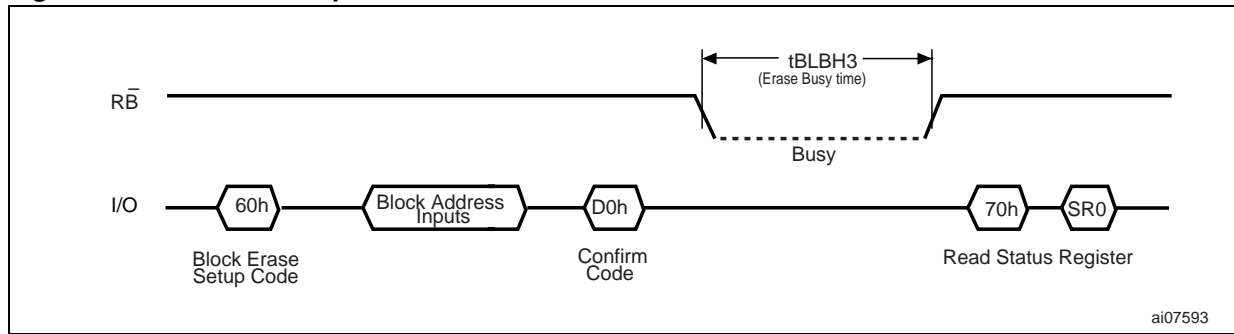 tBLBH3
(Erase Busy time)
RB̅
Busy
I/O
60h
Block Address
Inputs
D0h
70h
SR0
Block Erase
Setup Code
Confirm
Code
Read Status Register
ai07593